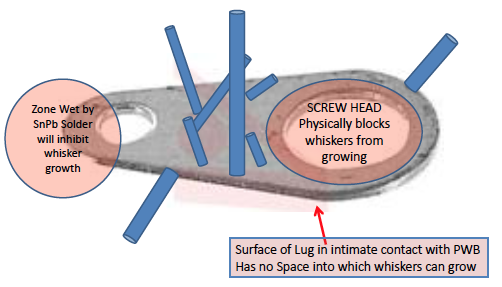 Zone Wet by
SnPb Solder
will inhibit
whisker
growth
SCREW HEAD
Physically blocks
whiskers from
growing
Surface of Lug in intimate contact with PWB
Has no Space into which whiskers can grow